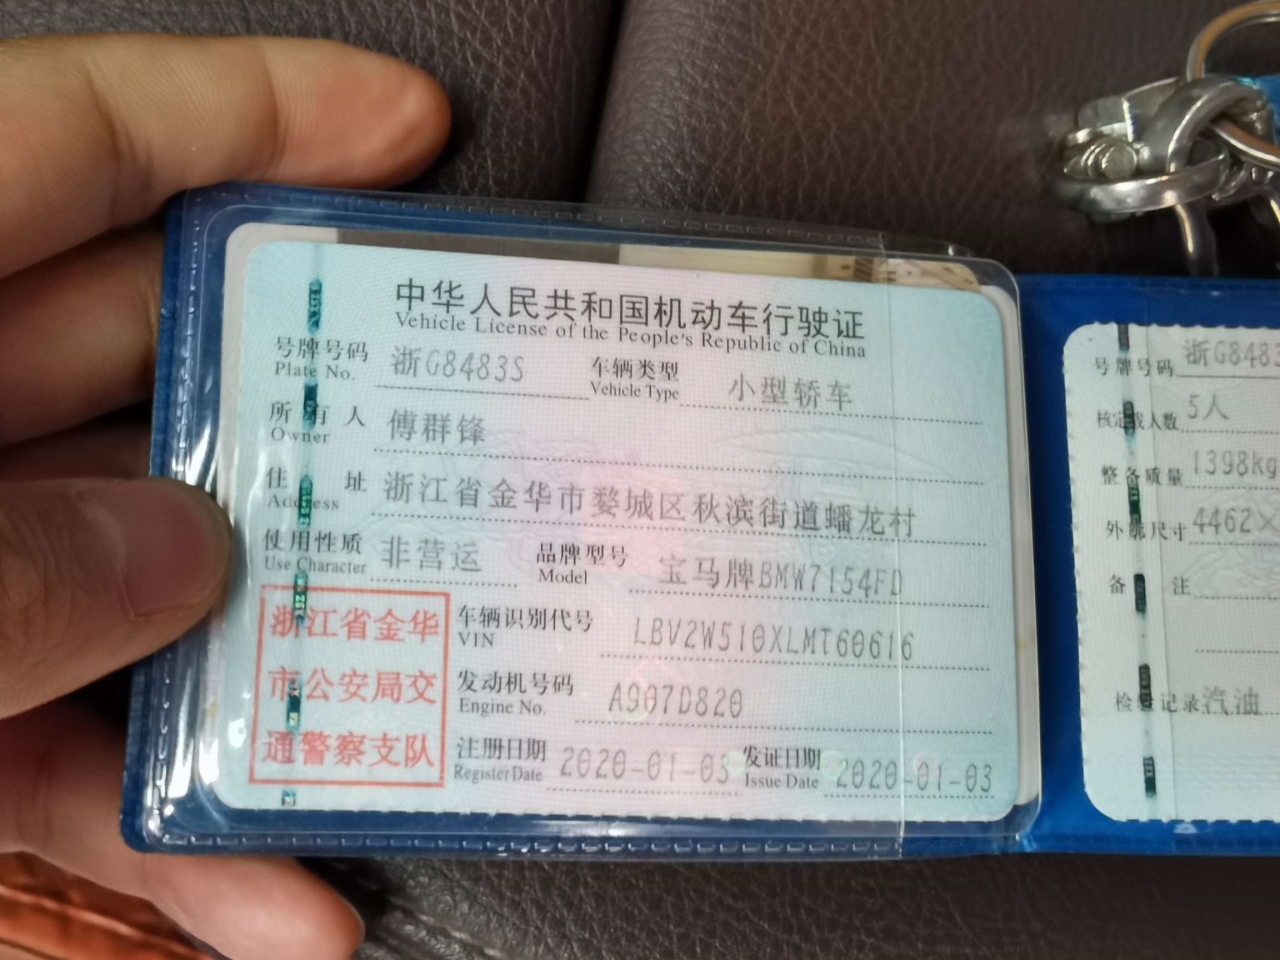 中华人民共和国机动车行驶证
Vehicle License of the People's Republic of China
号牌号码 浙G8483S 车辆类型 小型轿车
Plate No. Vehicle Type
所有人 傅群锋
Owner
住址 浙江省金华市婺城区秋滨街道蟠龙村
Address
使用性质 非营运 品牌型号 宝马牌BMW7154FD
Use Character Model
浙江省金华
市公安局交
通警察支队
车辆识别代号 LBV2W510XLMT60616
VIN
发动机号码 A907D820
Engine No.
注册日期 2020-01-03 发证日期 2020-01-03
Register Date Issue Date
号牌号码 浙G8483
核定载人数 5人
整备质量 1398kg
外廓尺寸 4462×
备注
检验记录 汽油